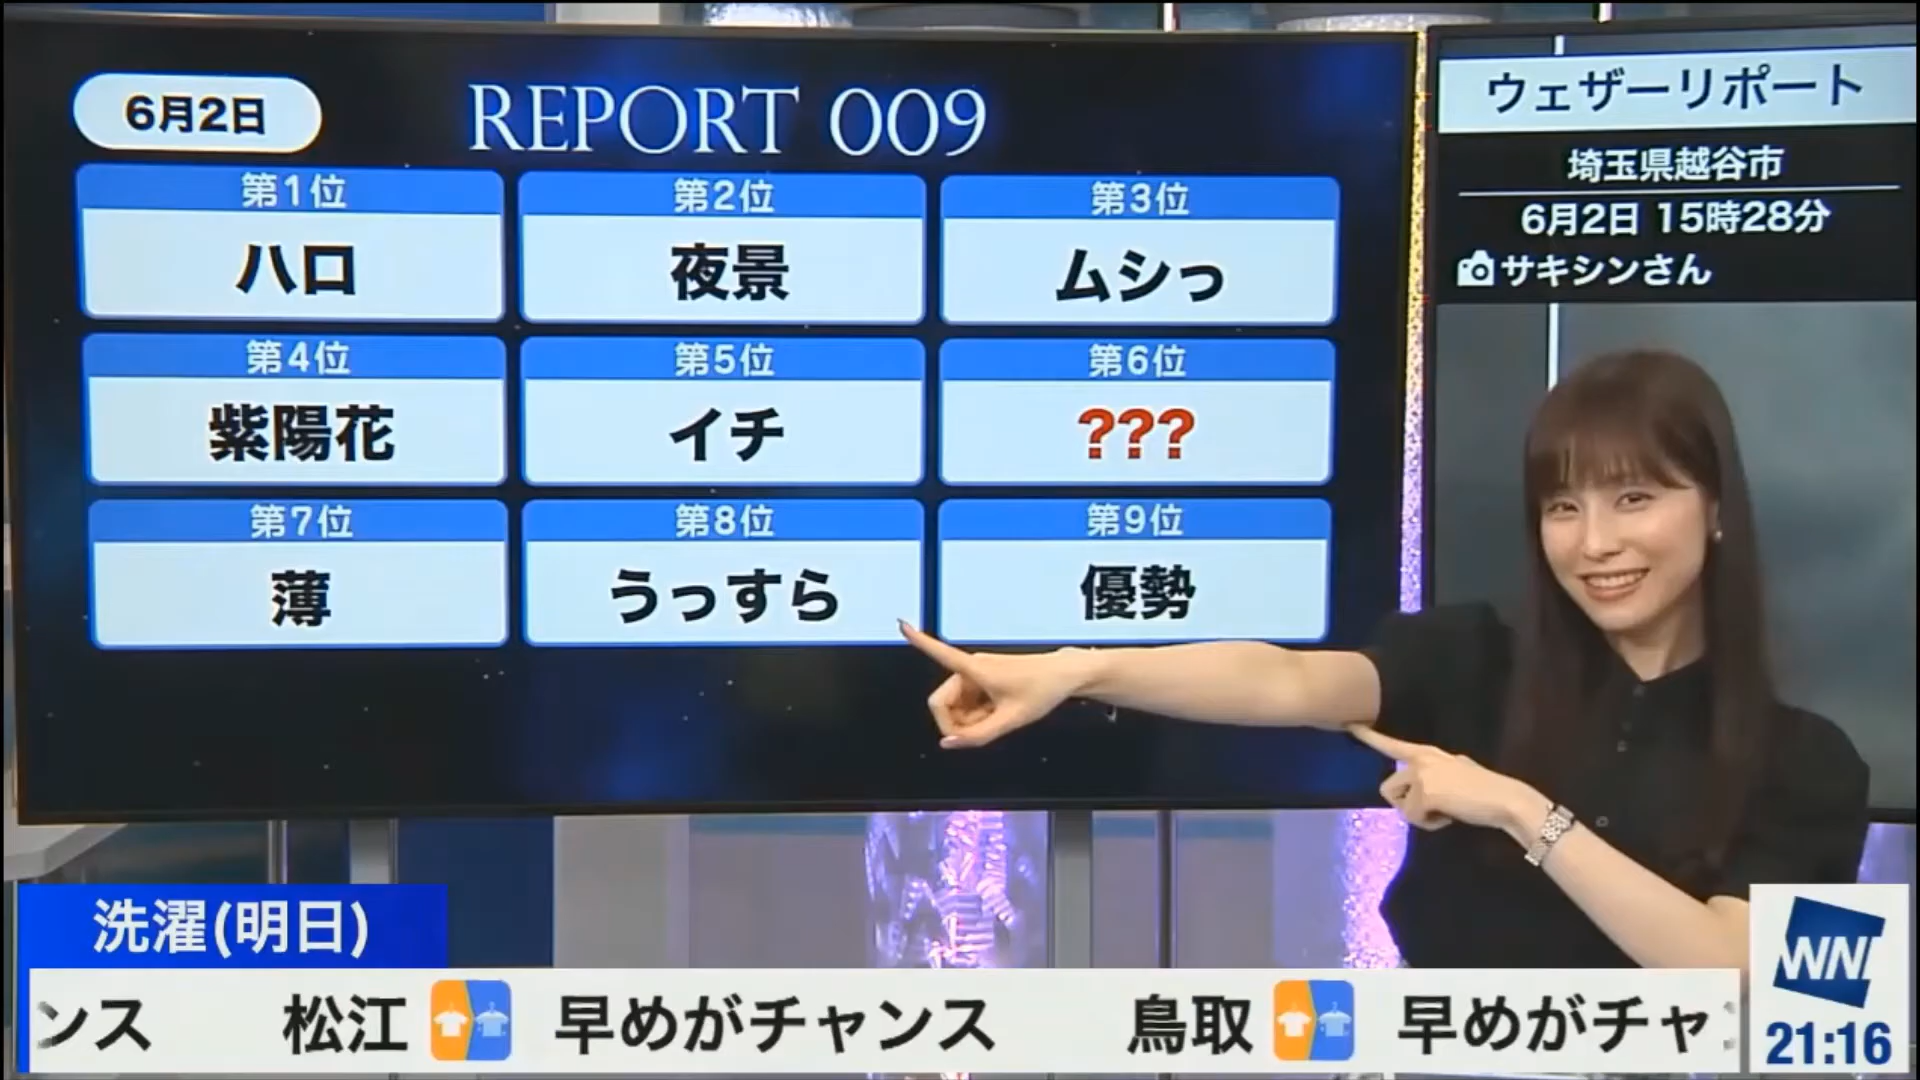 6月2日
REPORT 009
第1位
ハロ
第2位
夜景
第3位
ムシっ
第4位
紫陽花
第5位
イチ
第6位
???
第7位
薄
第8位
うっすら
第9位
優勢
ウェザーリポート
埼玉県越谷市
6月2日 15時28分
サキシンさん
洗濯(明日)
ンス 松江 早めがチャンス 鳥取 早めがチャ
WNI
21:16